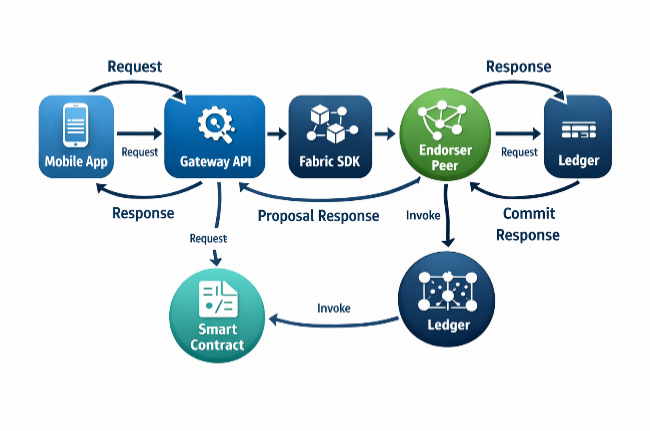 Request
Response
Mobile App
Request
Gateway API
Fabric SDK
Endorser
Peer
Request
Ledger
Response
Proposal Response
Invoke
Commit
Response
Request
Smart
Contract
Invoke
Ledger